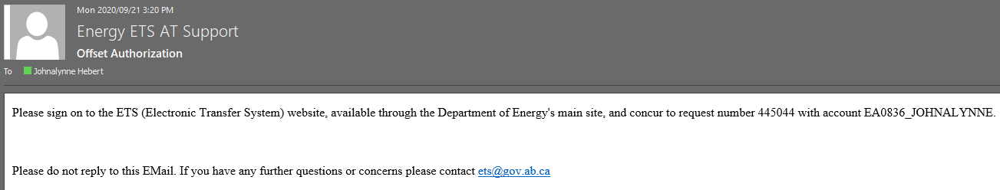 Mon 2020/09/21 3:20 PM
Energy ETS AT Support
Offset Authorization
To Johnalynne Hebert
Please sign on to the ETS (Electronic Transfer System) website, available through the Department of Energy's main site, and concur to request number 445044 with account EA0836_JOHNALYNNE.
Please do not reply to this EMail. If you have any further questions or concerns please contact ets@gov.ab.ca